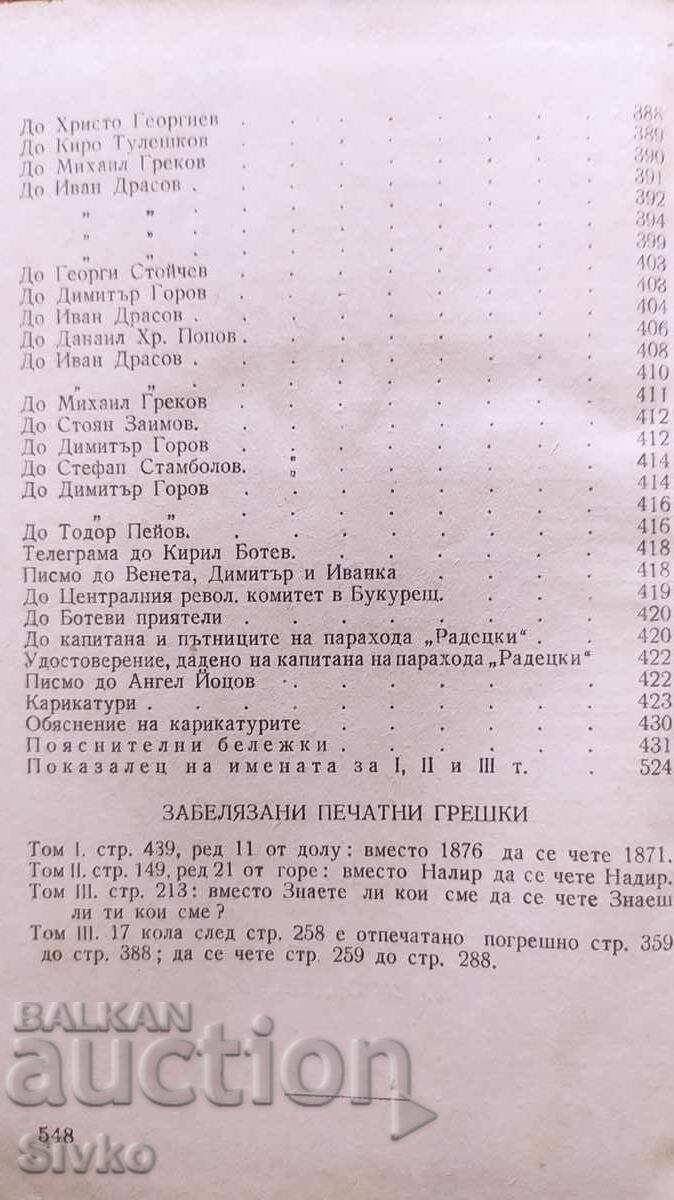 До Христо Георгиев . . . . . . . . 388
До Киро Тулешков . . . . . . . . 389
До Михаил Греков . . . . . . . . 390
До Иван Драсов . . . . . . . . . 391
„ „ . . . . . . . . . 392
„ „ . . . . . . . . . 394
„ „ . . . . . . . . . 399
До Георги Стойчев . . . . . . . . 403
До Димитър Горов . . . . . . . . 403
До Иван Драсов . . . . . . . . . 404
До Данаил Хр. Попов . . . . . . . . 406
До Иван Драсов . . . . . . . . . 408
„ „ . . . . . . . . . 410
До Михаил Греков . . . . . . . . 411
До Стоян Заимов. . . . . . . . . 412
До Димитър Горов . . . . . . . . 412
До Стефан Стамболов. „ . . . . . . 414
До Димитър Горов „ . . . . . . . 414
„ „ . . . . . . . . . 416
До Тодор Пейов. . . . . . . . . 416
Телеграма до Кирил Ботев. . . . . . . 418
Писмо до Венета, Димитър и Иванка . . . . 418
До Централния револ. комитет в Букурещ. . . . 419
До Ботеви приятели . . . . . . . . 420
До капитана и пътниците на парахода „Радецки“ . . 420
Удостоверение, дадено на капитана на парахода „Радецки“ 422
Писмо до Ангел Йоцов . . . . . . . 422
Карикатури . . . . . . . . . . 423
Обяснение на карикатурите . . . . . . 430
Пояснителни бележки . . . . . . 431
Показалец на имената за I, II и III т. . 524
ЗАБЕЛЯЗАНИ ПЕЧАТНИ ГРЕШКИ
Том I. стр. 439, ред 11 от долу: вместо 1876 да се чете 1871.
Том II. стр. 149, ред 21 от горе: вместо Налир да се чете Надир.
Том III. стр. 213: вместо Знаете ли кои сме да се чете Знаеш
ли ти кои сме?
Том III. 17 кола след стр. 258 е отпечатано погрешно стр. 359
до стр. 388; да се чете стр. 259 до стр. 288.
BALKAN
auction
548
Sivko